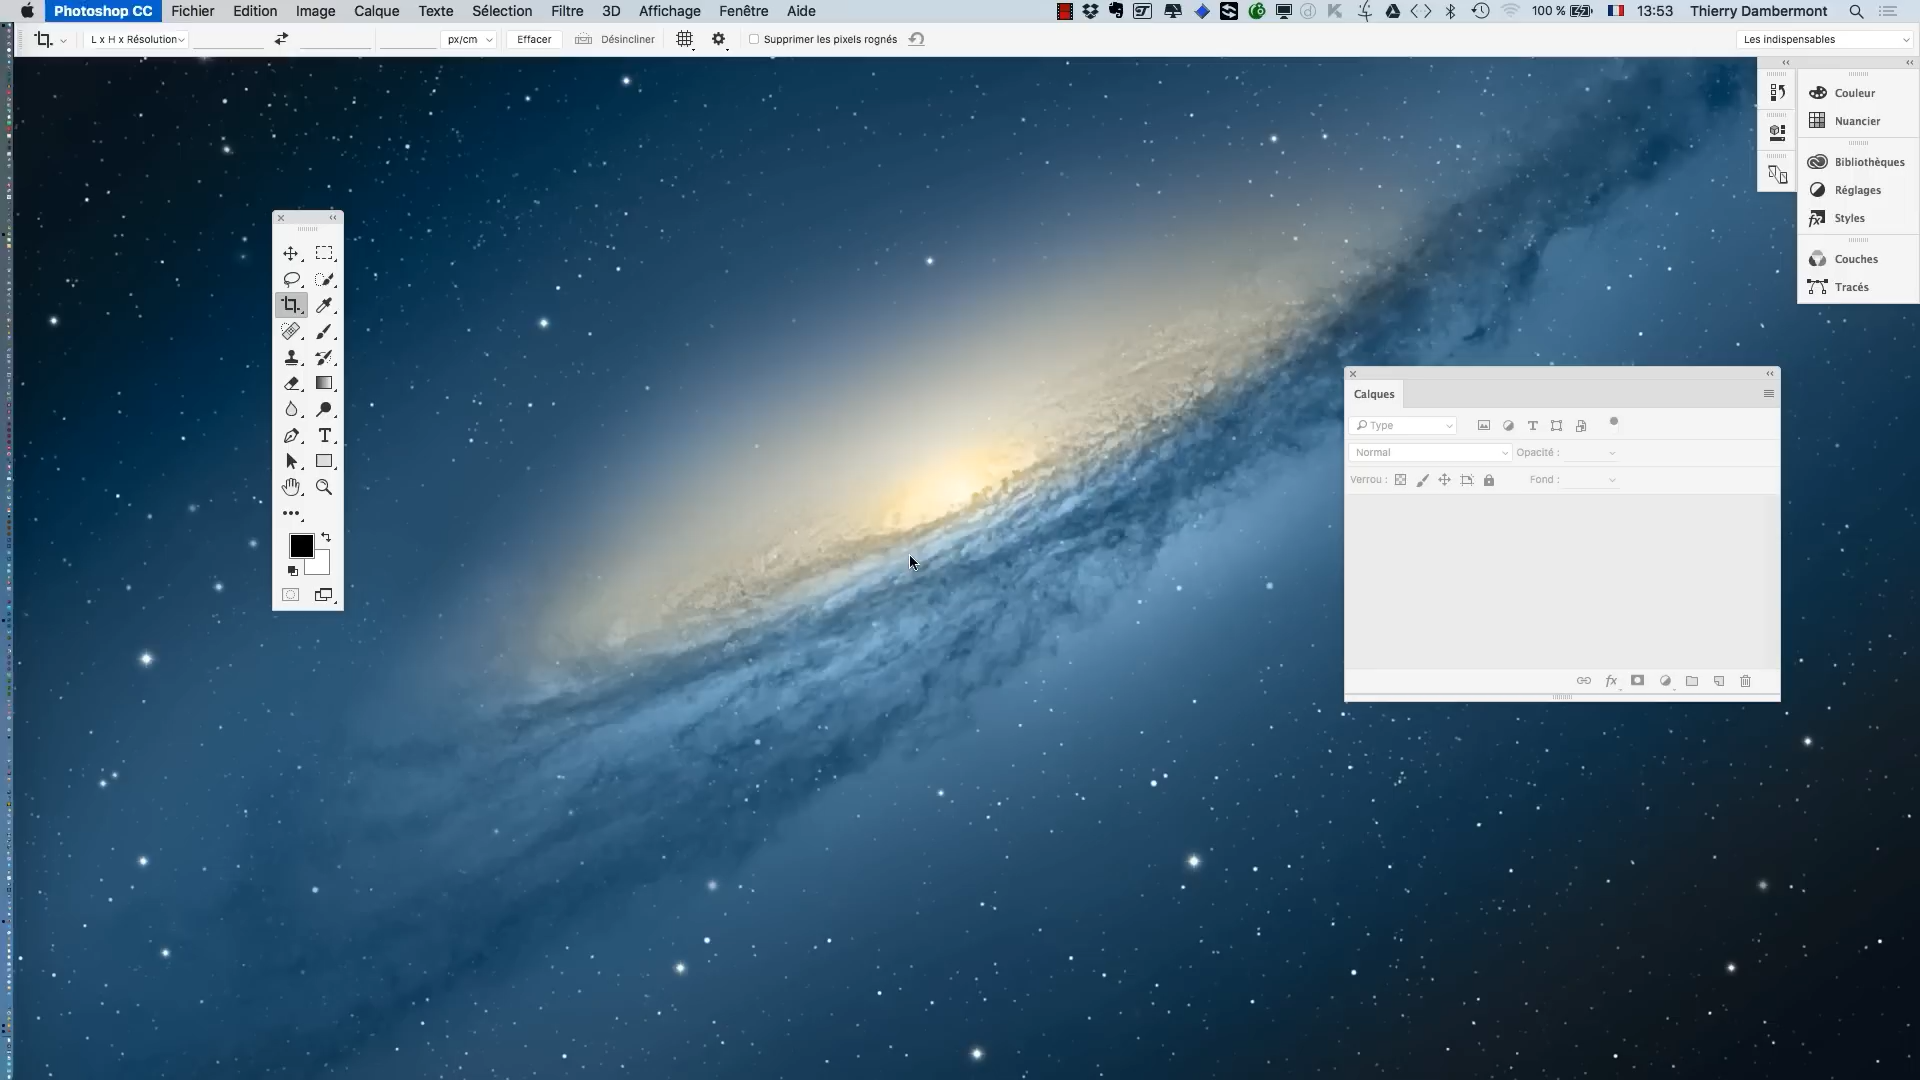 Photoshop CC Fichier Edition Image Calque Texte Sélection Filtre 3D Affichage Fenêtre Aide 100 % 13:53 Thierry Dambermont
L x H x Résolution px/cm Effacer Désincliner Supprimer les pixels rognés Les indispensables
Couleur
Nuancier
Bibliothèques
Réglages
Styles
Couches
Tracés
Calques
Type
Normal Opacité :
Verrou : Fond :